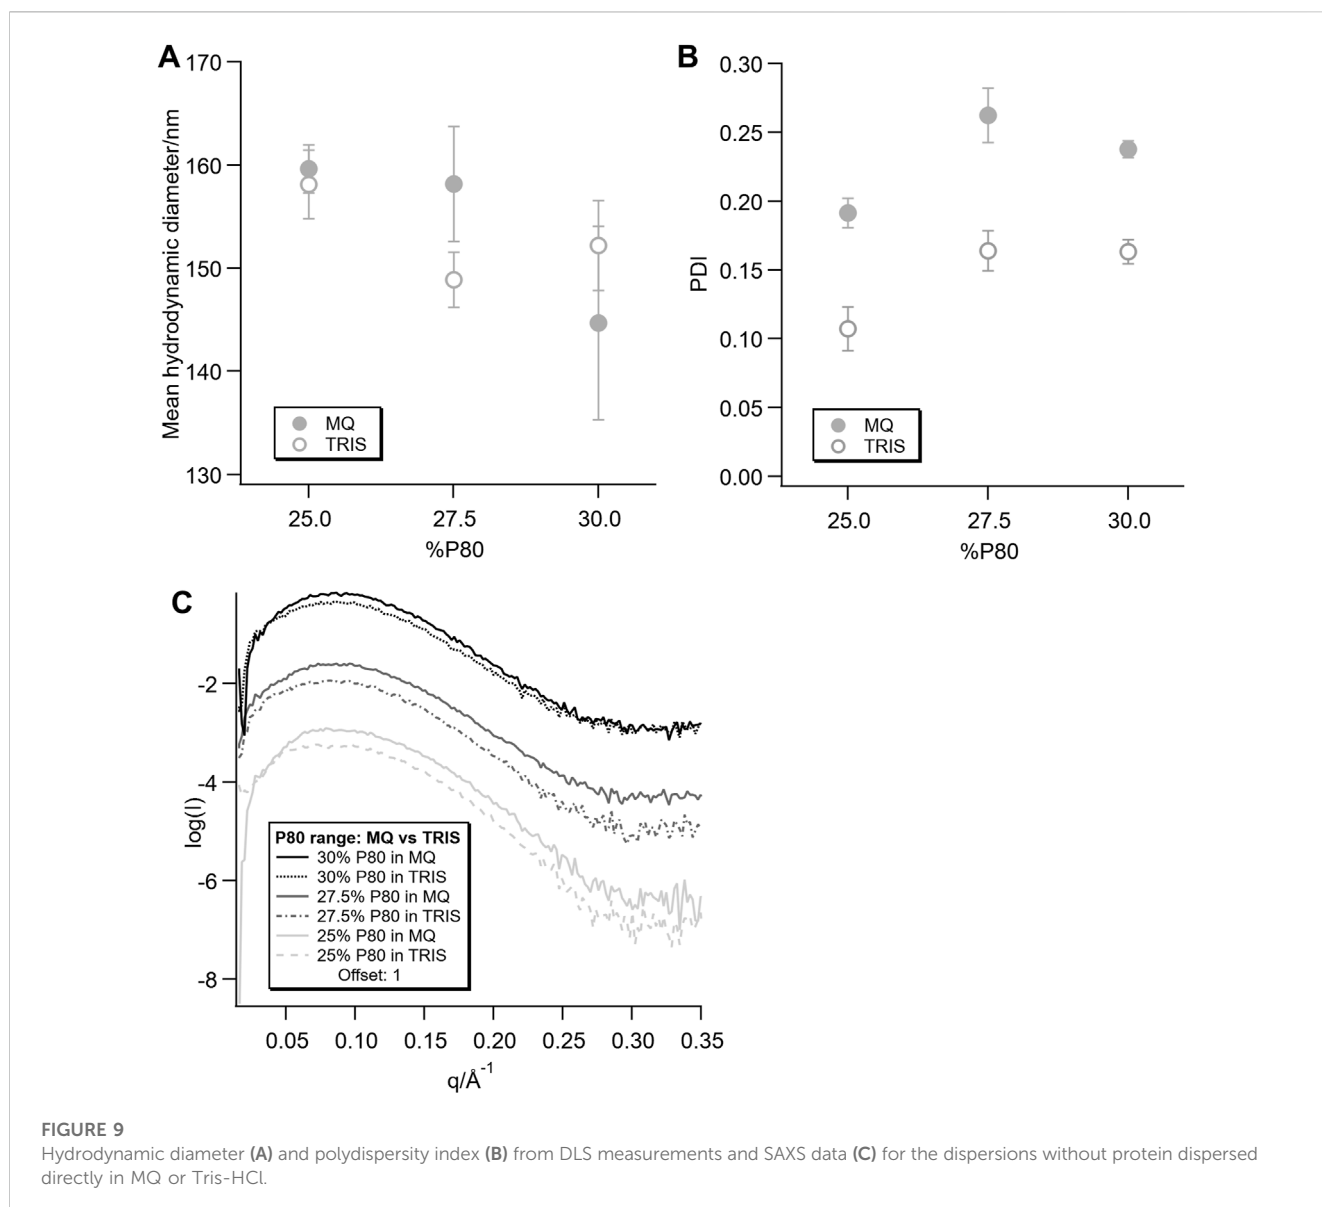 A
170
160
150
140
130
Mean hydrodynamic diameter/nm
MQ
TRIS
25.0 27.5 30.0
%P80
B
0.30
0.25
0.20
0.15
0.10
0.05
0.00
PDI
MQ
TRIS
25.0 27.5 30.0
%P80
C
-2
-4
-6
-8
log(I)
P80 range: MQ vs TRIS
30% P80 in MQ
30% P80 in TRIS
27.5% P80 in MQ
27.5% P80 in TRIS
25% P80 in MQ
25% P80 in TRIS
Offset: 1
0.05 0.10 0.15 0.20 0.25 0.30 0.35
q/Å⁻¹
FIGURE 9
Hydrodynamic diameter (A) and polydispersity index (B) from DLS measurements and SAXS data (C) for the dispersions without protein dispersed
directly in MQ or Tris-HCl.